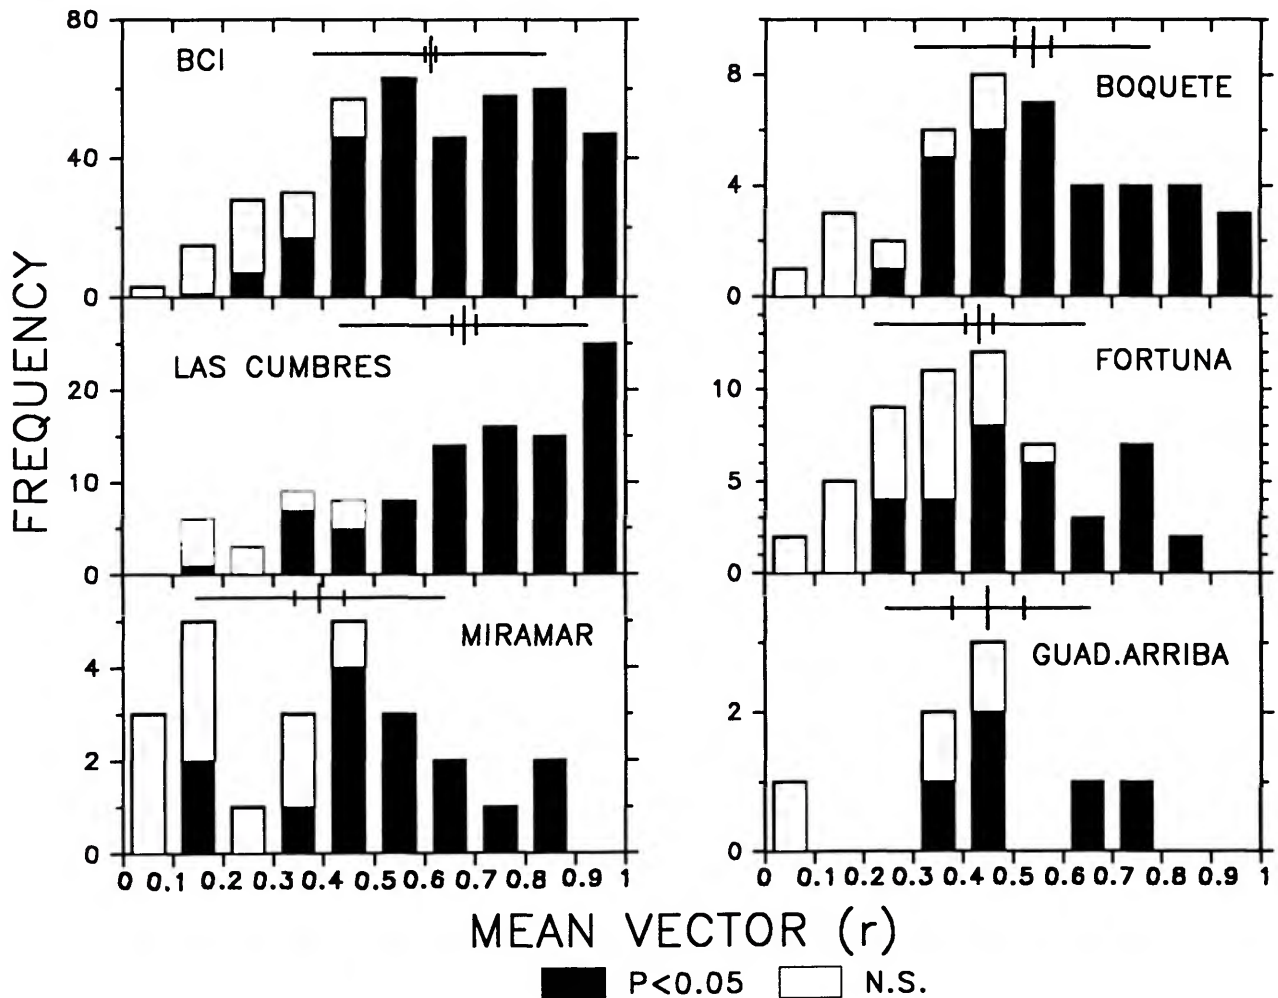 80
BCI
40
0
BOQUETE
8
4
0
LAS CUMBRES
20
10
0
FORTUNA
10
5
0
MIRAMAR
4
2
0
GUAD.ARRIBA
2
0
0 0.1 0.2 0.3 0.4 0.5 0.6 0.7 0.8 0.9 1
0 0.1 0.2 0.3 0.4 0.5 0.6 0.7 0.8 0.9 1
FREQUENCY
MEAN VECTOR (r)
P<0.05 N.S.